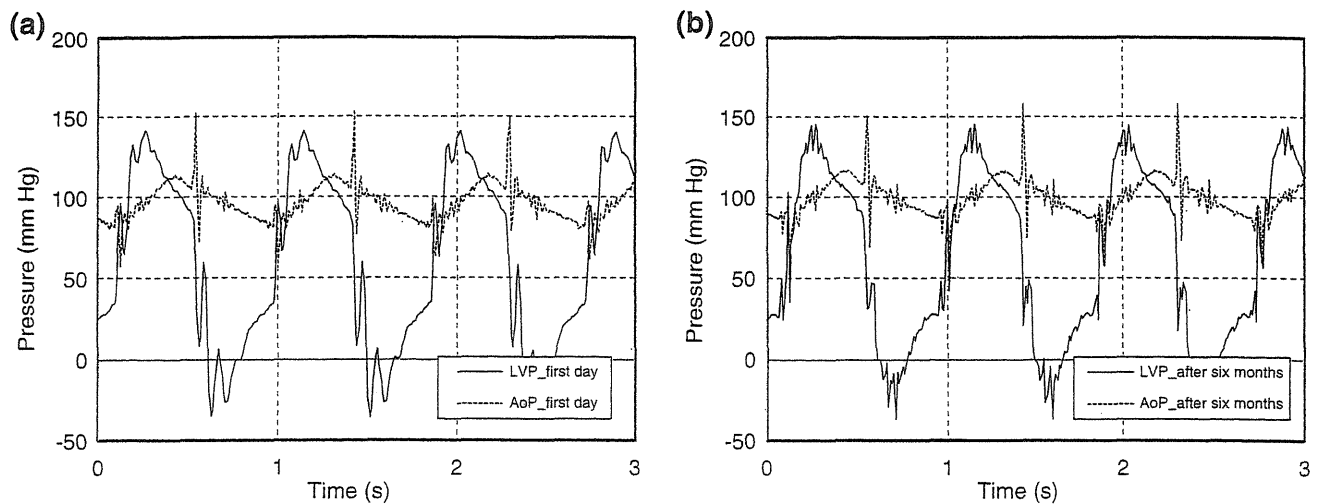 (a)
200
150
100
50
0
-50
Pressure (mm Hg)
LVP_first day
AoP_first day
0
1
2
3
Time (s)
(b)
200
150
100
50
0
-50
Pressure (mm Hg)
LVP_after six months
AoP_after six months
0
1
2
3
Time (s)